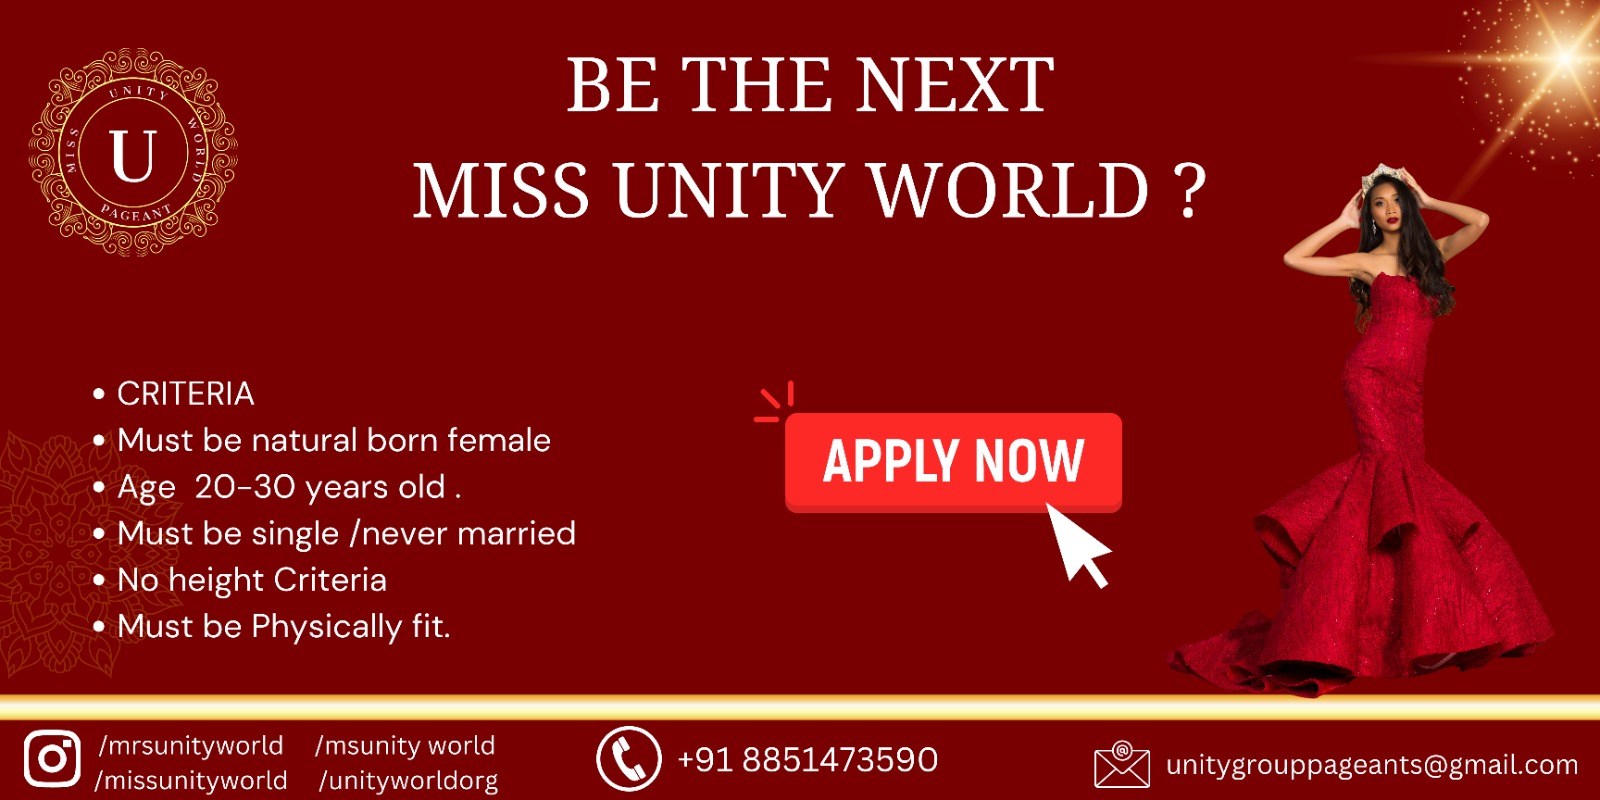 UNITY
MISS
WORLD
U
PAGEANT
BE THE NEXT
MISS UNITY WORLD ?
• CRITERIA
• Must be natural born female
• Age 20-30 years old .
• Must be single /never married
• No height Criteria
• Must be Physically fit.
APPLY NOW
/mrsunityworld /msunity world
/missunityworld /unityworldorg
+91 8851473590
@
unitygrouppageants@gmail.com